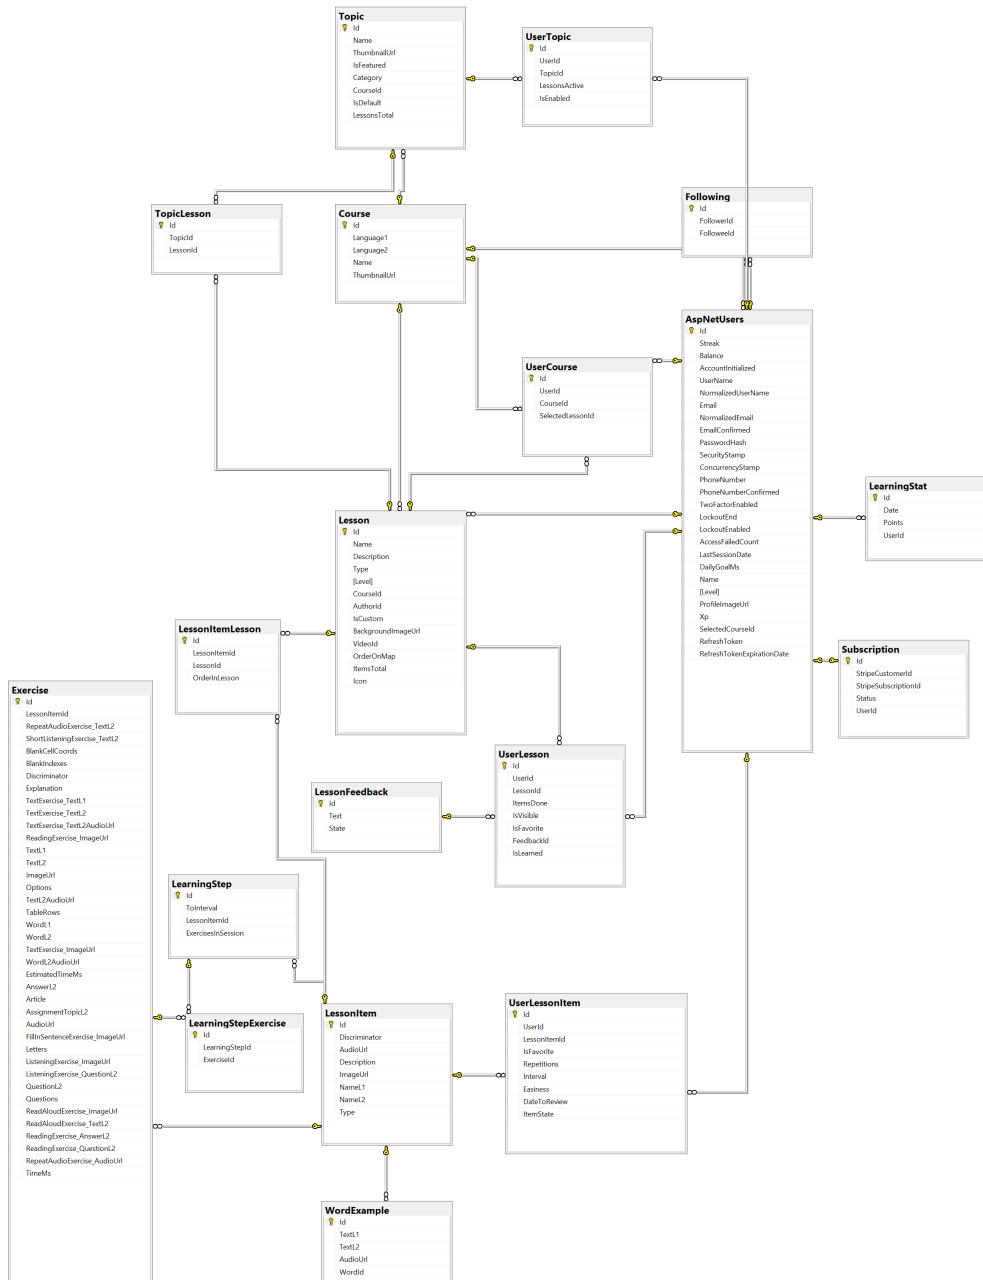 Topic
Id
Name
ThumbnailUrl
IsFeatured
Category
CourseId
IsDefault
LessonsTotal
UserTopic
Id
UserId
TopicId
LessonsActive
IsEnabled
TopicLesson
Id
TopicId
LessonId
Course
Id
Language1
Language2
Name
ThumbnailUrl
Following
Id
FollowerId
FolloweeId
UserCourse
Id
UserId
CourseId
SelectedLessonId
AspNetUsers
Id
Streak
Balance
AccountInitialized
UserName
NormalizedUserName
Email
NormalizedEmail
EmailConfirmed
PasswordHash
SecurityStamp
ConcurrencyStamp
PhoneNumber
PhoneNumberConfirmed
TwoFactorEnabled
LockoutEnd
LockoutEnabled
AccessFailedCount
LastSessionDate
DailyGoalMs
Name
[Level]
ProfileImageUrl
Xp
SelectedCourseId
RefreshToken
RefreshTokenExpirationDate
LearningStat
Id
Date
Points
UserId
Lesson
Id
Name
Description
Type
[Level]
CourseId
AuthorId
IsCustom
BackgroundImageUrl
VideoId
OrderOnMap
ItemsTotal
Icon
LessonItemLesson
Id
LessonItemId
LessonId
OrderInLesson
Subscription
Id
StripeCustomerId
StripeSubscriptionId
Status
UserId
Exercise
Id
LessonItemId
RepeatAudioExercise_TextL2
ShortListeningExercise_TextL2
BlankCellCoords
BlankIndexes
Discriminator
Explanation
TextExercise_TextL1
TextExercise_TextL2
TextExercise_TextL2AudioUrl
ReadingExercise_ImageUrl
TextL1
TextL2
ImageUrl
Options
TextL2AudioUrl
TableRows
WordL1
WordL2
TextExercise_ImageUrl
WordL2AudioUrl
EstimatedTimeMs
AnswerL2
Article
AssignmentTopicL2
AudioUrl
FillInSentenceExercise_ImageUrl
Letters
ListeningExercise_ImageUrl
ListeningExercise_QuestionL2
QuestionL2
Questions
ReadAloudExercise_ImageUrl
ReadAloudExercise_TextL2
ReadingExercise_AnswerL2
ReadingExercise_QuestionL2
RepeatAudioExercise_AudioUrl
TimeMs
UserLesson
Id
UserId
LessonId
ItemsDone
IsVisible
IsFavorite
FeedbackId
IsLearned
LessonFeedback
Id
Text
State
LearningStep
Id
ToInterval
LessonItemId
ExercisesInSession
LearningStepExercise
Id
LearningStepId
ExerciseId
LessonItem
Id
Discriminator
AudioUrl
Description
ImageUrl
NameL1
NameL2
Type
UserLessonItem
Id
UserId
LessonItemId
IsFavorite
Repetitions
Interval
Easiness
DateToReview
ItemState
WordExample
Id
TextL1
TextL2
AudioUrl
WordId